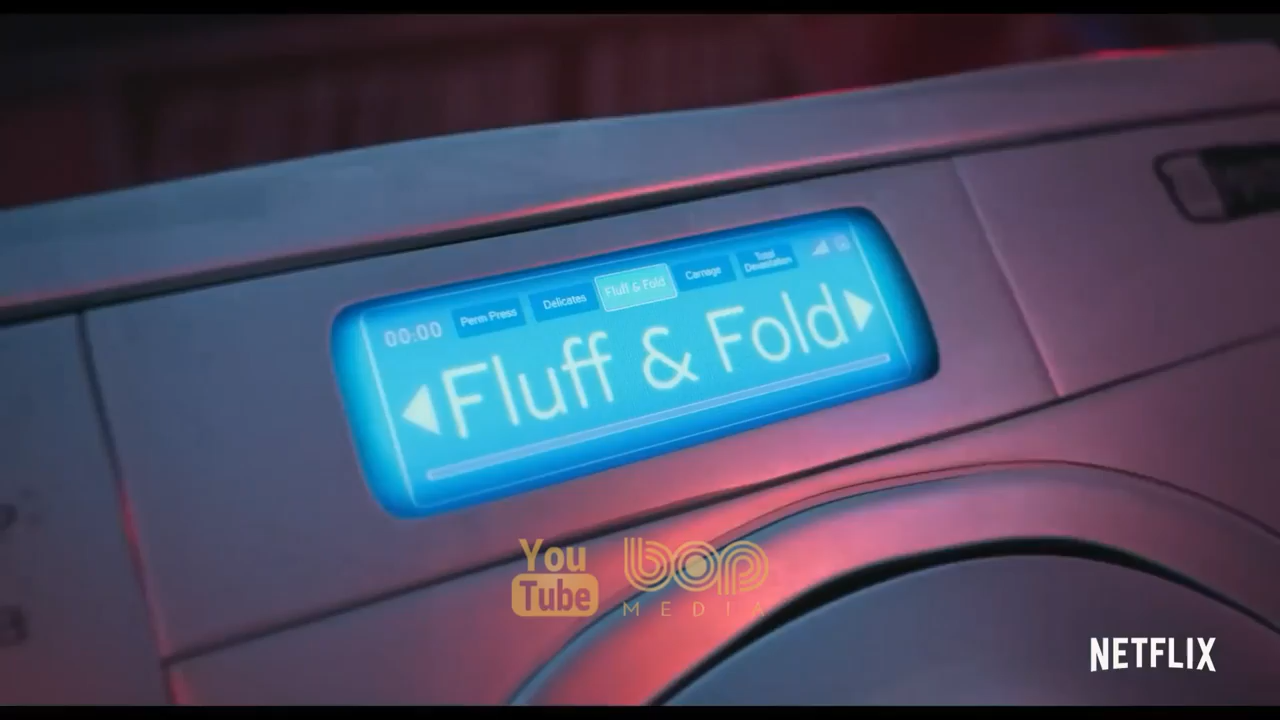 00:00
Perm Press
Delicates
Fluff & Fold
Carnage
Total
Devastation
Fluff & Fold
You
Tube
bop
MEDIA
NETFLIX